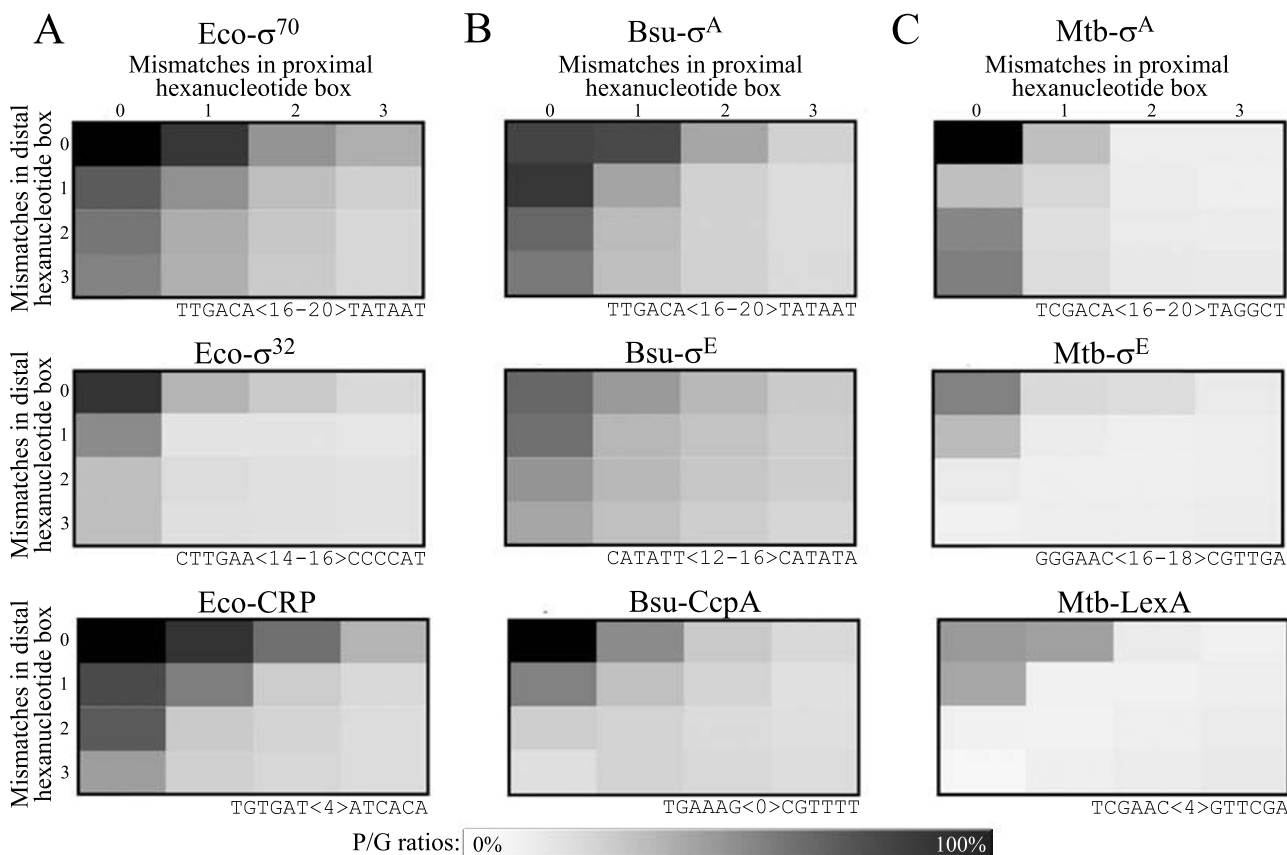 A
Eco-σ⁷⁰
Mismatches in proximal
hexanucleotide box
0 1 2 3
Mismatches in distal
hexanucleotide box
0
1
2
3
TTGACA<16-20>TATAAT
B
Bsu-σᴬ
Mismatches in proximal
hexanucleotide box
0 1 2 3
TTGACA<16-20>TATAAT
C
Mtb-σᴬ
Mismatches in proximal
hexanucleotide box
0 1 2 3
TCGACA<16-20>TAGGCT
Eco-σ³²
Mismatches in distal
hexanucleotide box
0
1
2
3
CTTGAA<14-16>CCCCAT
Bsu-σᴱ
CATATT<12-16>CATATA
Mtb-σᴱ
GGGAAC<16-18>CGTTGA
Eco-CRP
Mismatches in distal
hexanucleotide box
0
1
2
3
TGTGAT<4>ATCACA
Bsu-CcpA
TGAAAG<0>CGTTTT
Mtb-LexA
TCGAAC<4>GTTCGA
P/G ratios: 0% 100%